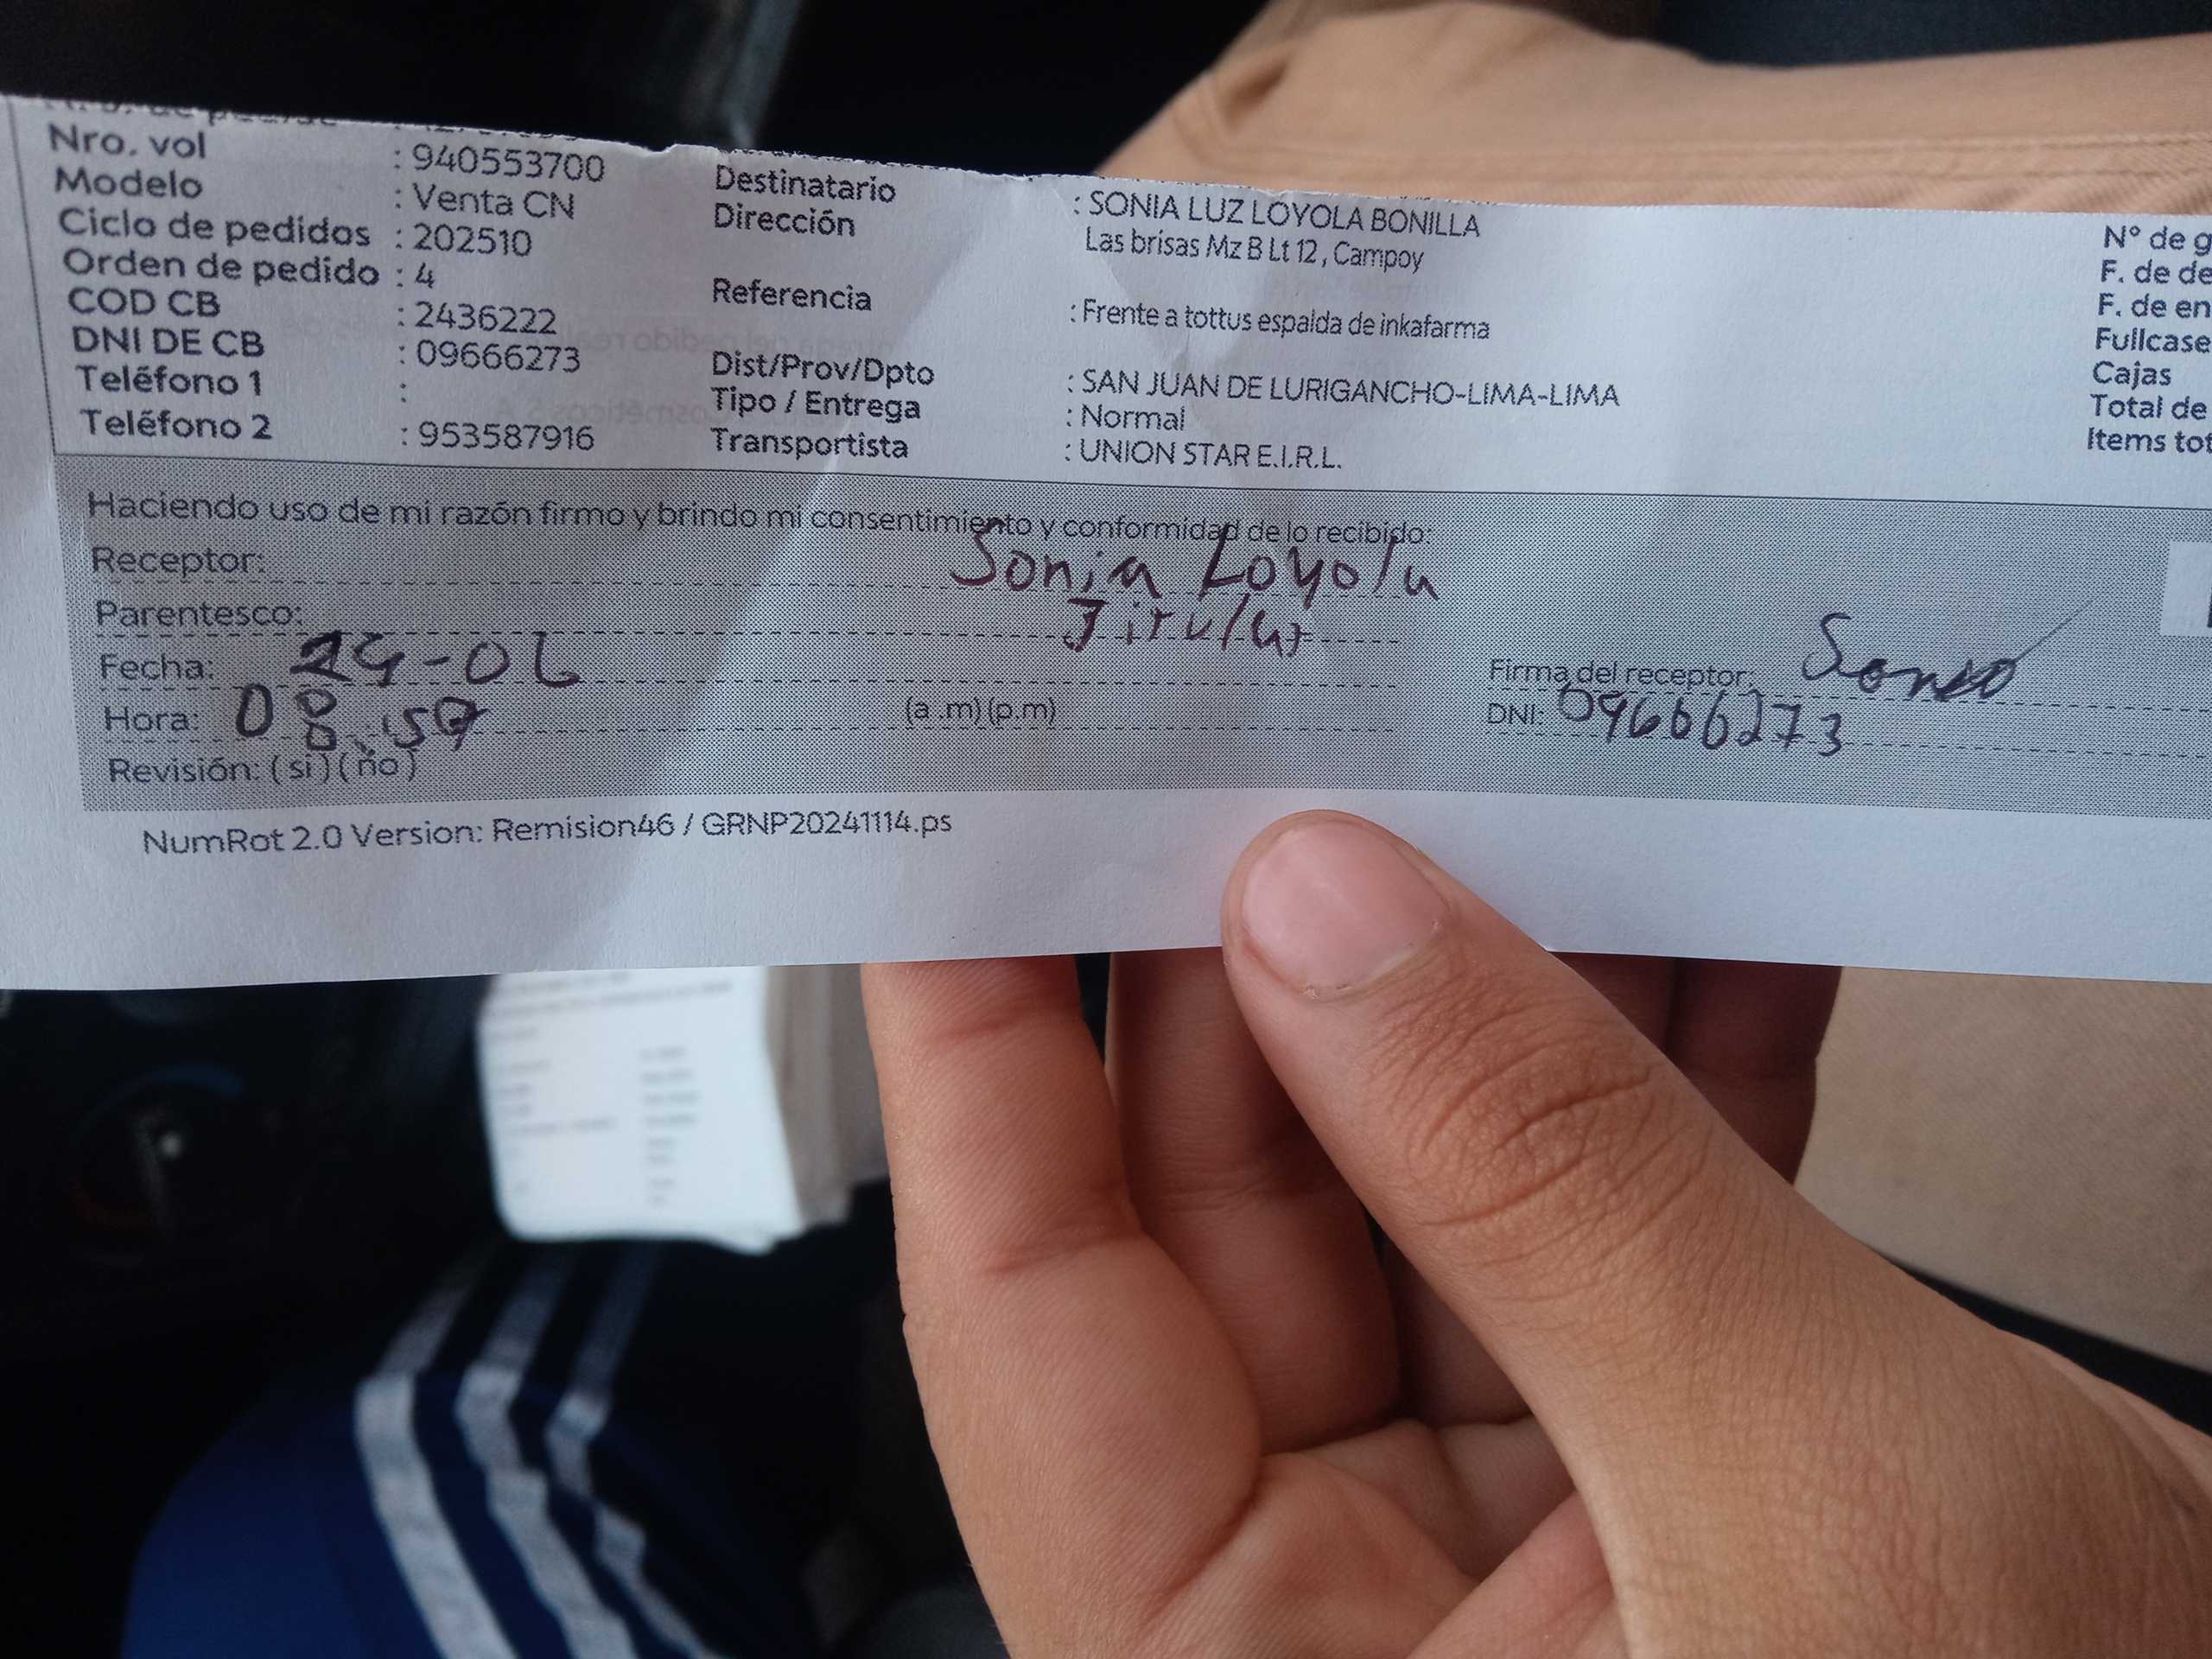 Nro. vol : 940553700
Modelo : Venta CN
Ciclo de pedidos : 202510
Orden de pedido : 4
COD CB : 2436222
DNI DE CB : 09666273
Teléfono 1 :
Teléfono 2 : 953587916
Destinatario : SONIA LUZ LOYOLA BONILLA
Dirección Las brisas Mz B Lt 12, Campoy
Referencia : Frente a tottus espalda de inkafarma
Dist/Prov/Dpto : SAN JUAN DE LURIGANCHO-LIMA-LIMA
Tipo / Entrega : Normal
Transportista : UNION STAR E.I.R.L.
N° de g
F. de de
F. de en
Fullcase
Cajas
Total de
Items tot
Haciendo uso de mi razón firmo y brindo mi consentimiento y conformidad de lo recibido:
Receptor: Sonia Loyola
Parentesco: Titular
Fecha: 24-06
Hora: 08:57 (a .m) (p.m)
Revisión: ( si ) ( no )
Firma del receptor:
DNI: 09666273
NumRot 2.0 Version: Remision46 / GRNP20241114.ps